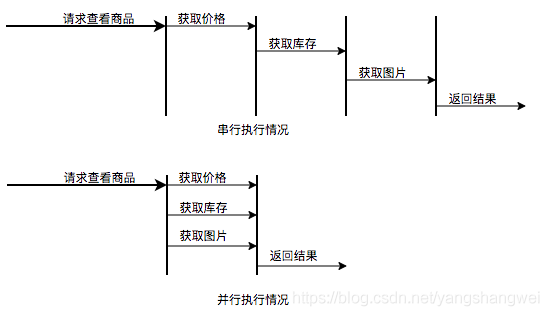 请求查看商品 获取价格
获取库存
获取图片
返回结果
串行执行情况
请求查看商品 获取价格
获取库存
获取图片
返回结果
并行执行情况
https://blog.csdn.net/yangshangwei